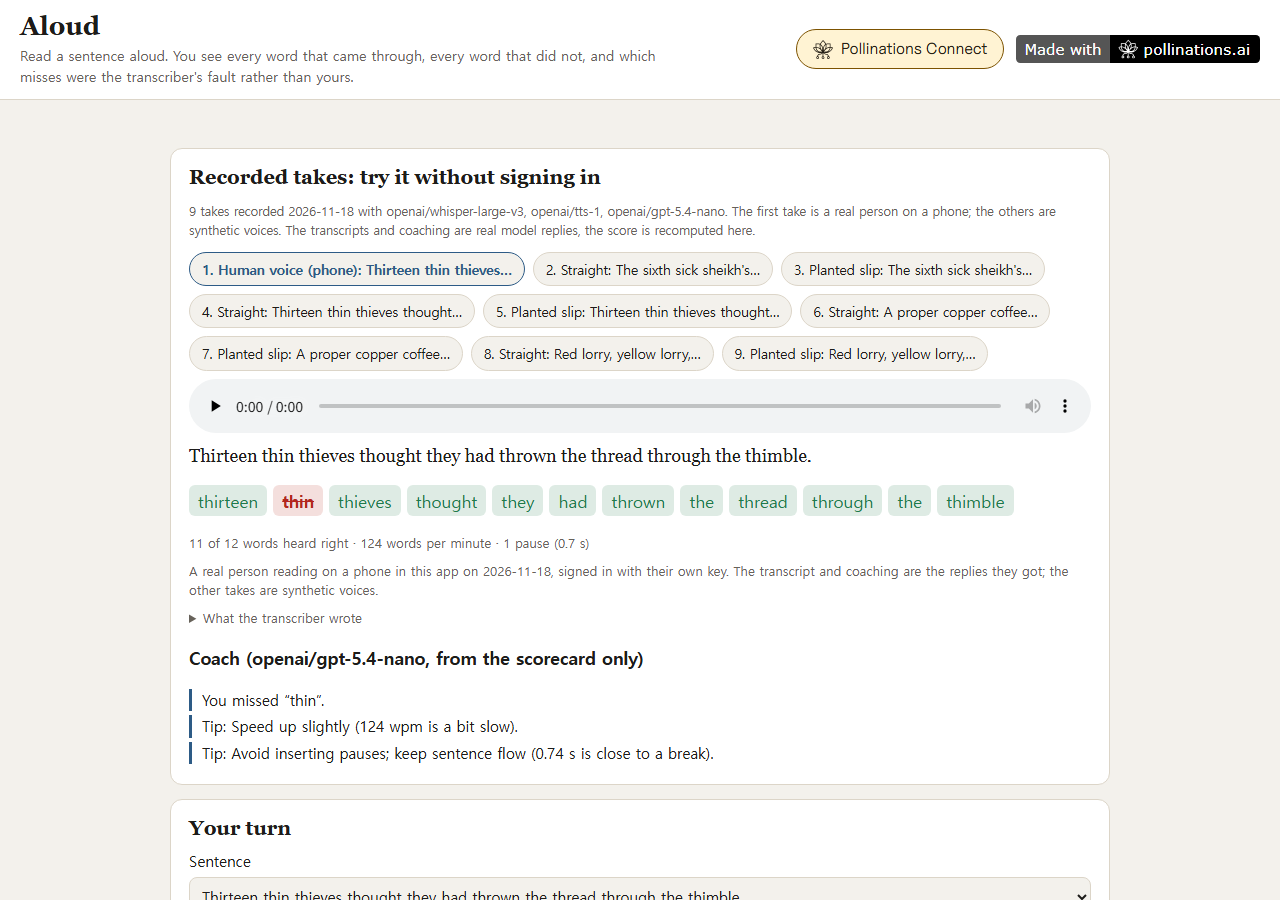 Aloud
Read a sentence aloud. You see every word that came through, every word that did not, and which
misses were the transcriber's fault rather than yours.
Pollinations Connect
Made with pollinations.ai
Recorded takes: try it without signing in
9 takes recorded 2026-11-18 with openai/whisper-large-v3, openai/tts-1, openai/gpt-5.4-nano. The first take is a real person on a phone; the others are
synthetic voices. The transcripts and coaching are real model replies, the score is recomputed here.
1. Human voice (phone): Thirteen thin thieves...
2. Straight: The sixth sick sheikh's...
3. Planted slip: The sixth sick sheikh's...
4. Straight: Thirteen thin thieves thought...
5. Planted slip: Thirteen thin thieves thought...
6. Straight: A proper copper coffee...
7. Planted slip: A proper copper coffee...
8. Straight: Red lorry, yellow lorry,...
9. Planted slip: Red lorry, yellow lorry,...
0:00 / 0:00
Thirteen thin thieves thought they had thrown the thread through the thimble.
thirteen thin thieves thought they had thrown the thread through the thimble
11 of 12 words heard right · 124 words per minute · 1 pause (0.7 s)
A real person reading on a phone in this app on 2026-11-18, signed in with their own key. The transcript and coaching are the replies they got; the
other takes are synthetic voices.
What the transcriber wrote
Coach (openai/gpt-5.4-nano, from the scorecard only)
You missed “thin”.
Tip: Speed up slightly (124 wpm is a bit slow).
Tip: Avoid inserting pauses; keep sentence flow (0.74 s is close to a break).
Your turn
Sentence
Thirteen thin thieves thought they had thrown the thread through the thimble.